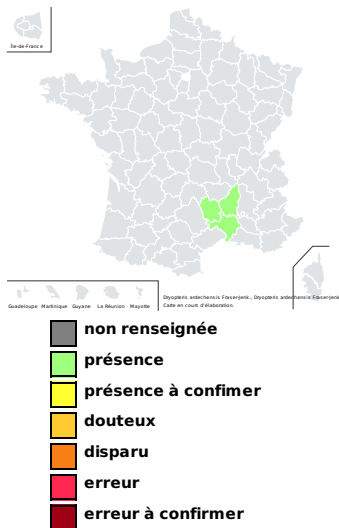 Île-de-France
Guadeloupe Martinique Guyane La Réunion Mayotte
Dryopteris ardechensis Fraser-Jenk., Dryopteris ardechensis Fraser-Jenk
Carte en cours d'élaboration.
non renseignée
présence
présence à confimer
douteux
disparu
erreur
erreur à confirmer